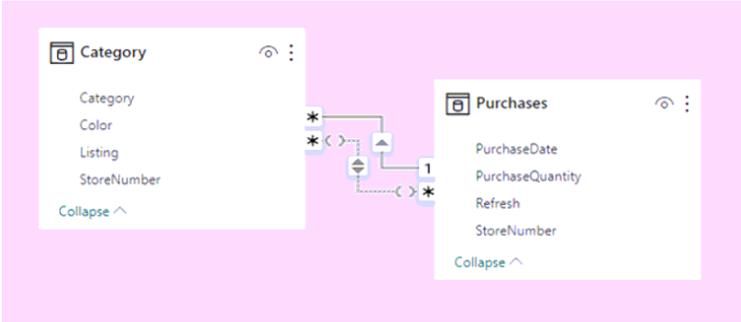 Category
Category
Color
Listing
StoreNumber
Collapse
*
*
1
*
Purchases
PurchaseDate
PurchaseQuantity
Refresh
StoreNumber
Collapse